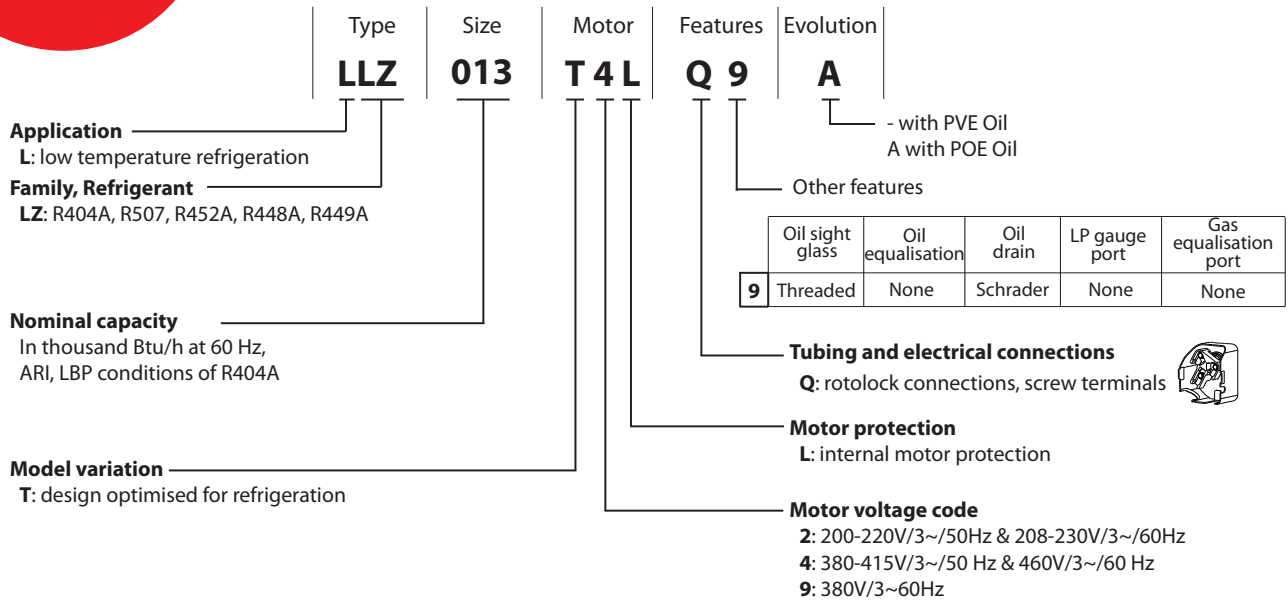 Type Size Motor Features Evolution
LLZ 013 T 4 L Q 9 A
Application
L: low temperature refrigeration
Family, Refrigerant
LZ: R404A, R507, R452A, R448A, R449A
Nominal capacity
In thousand Btu/h at 60 Hz,
ARI, LBP conditions of R404A
Model variation
T: design optimised for refrigeration
- with PVE Oil
A with POE Oil
Other features
Oil sight glass Oil equalisation Oil drain LP gauge port Gas equalisation port
9 Threaded None Schrader None None
Tubing and electrical connections
Q: rotolock connections, screw terminals
Motor protection
L: internal motor protection
Motor voltage code
2: 200-220V/3~/50Hz & 208-230V/3~/60Hz
4: 380-415V/3~/50 Hz & 460V/3~/60 Hz
9: 380V/3~60Hz